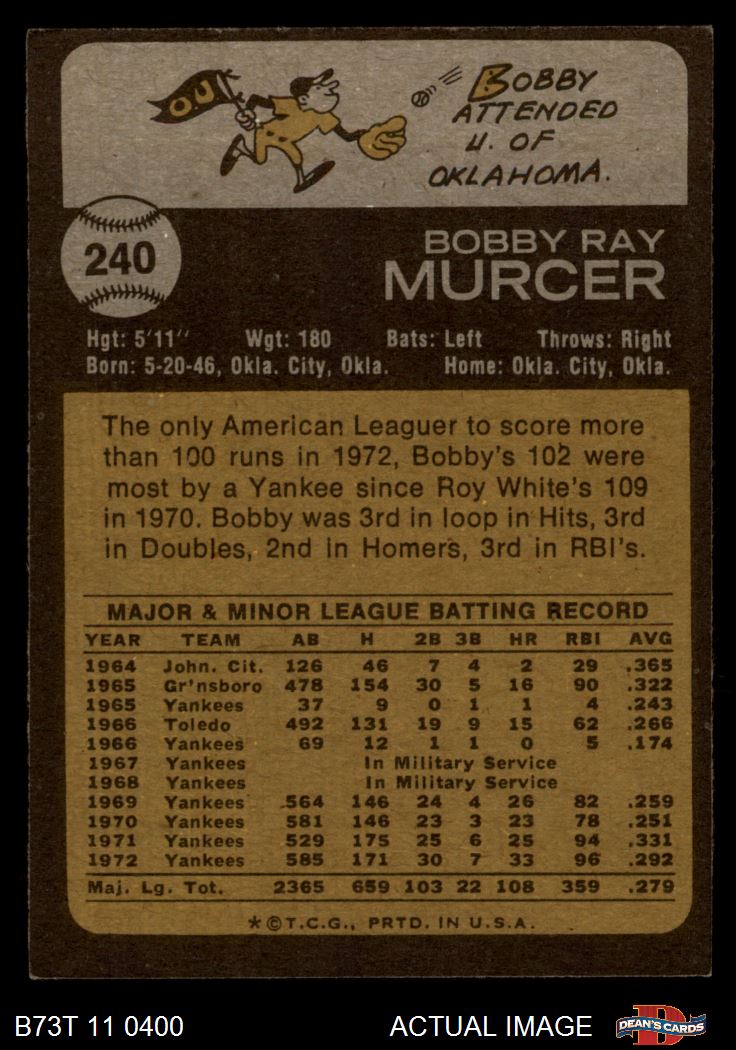 OU
BOBBY
ATTENDED
U. OF
OKLAHOMA.
240
BOBBY RAY
MURCER
Hgt: 5'11" Wgt: 180 Bats: Left Throws: Right
Born: 5-20-46, Okla. City, Okla. Home: Okla. City, Okla.
The only American Leaguer to score more
than 100 runs in 1972, Bobby's 102 were
most by a Yankee since Roy White's 109
in 1970. Bobby was 3rd in loop in Hits, 3rd
in Doubles, 2nd in Homers, 3rd in RBI's.
MAJOR & MINOR LEAGUE BATTING RECORD
YEAR TEAM AB H 2B 3B HR RBI AVG
1964 John. Cit. 126 46 7 4 2 29 .365
1965 Gr'nsboro 478 154 30 5 16 90 .322
1965 Yankees 37 9 0 1 1 4 .243
1966 Toledo 492 131 19 9 15 62 .266
1966 Yankees 69 12 1 1 0 5 .174
1967 Yankees In Military Service
1968 Yankees In Military Service
1969 Yankees 564 146 24 4 26 82 .259
1970 Yankees 581 146 23 3 23 78 .251
1971 Yankees 529 175 25 6 25 94 .331
1972 Yankees 585 171 30 7 33 96 .292
Maj. Lg. Tot. 2365 659 103 22 108 359 .279
*©T.C.G., PRTD. IN U.S.A.
B73T 11 0400 ACTUAL IMAGE DEAN'S CARDS